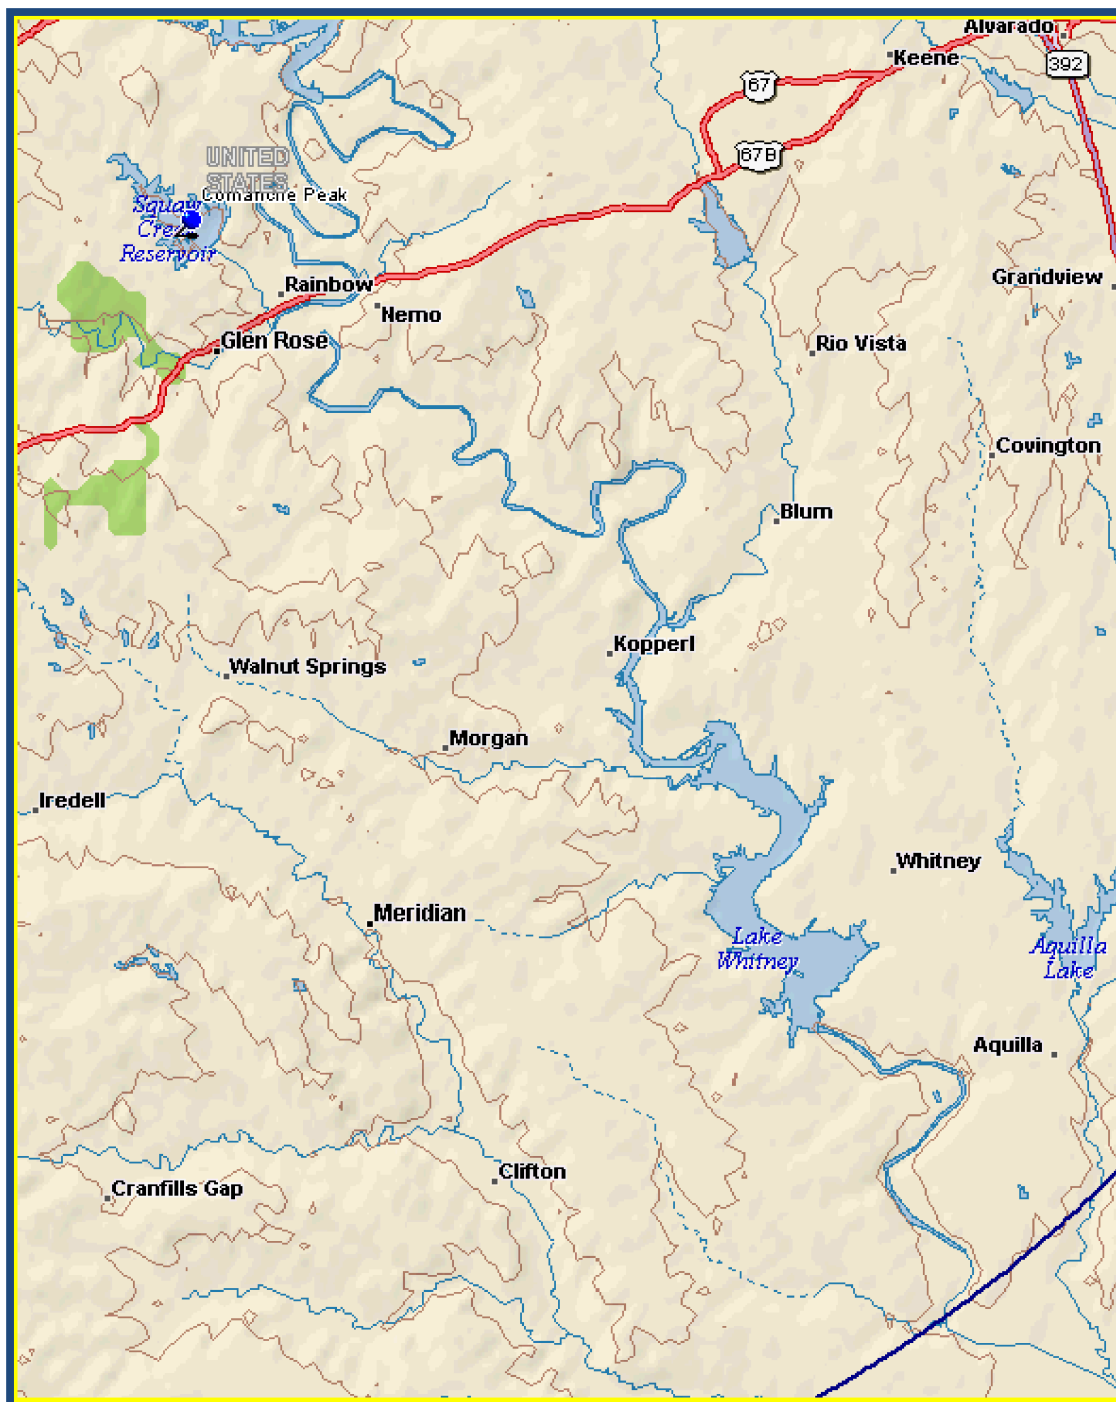 Alvarado
Keene
392
67
67B
UNITED
STATES
Comanche Peak
Squaw
Creek
Reservoir
Rainbow
Grandview
Nemo
Glen Rose
Rio Vista
Covington
Blum
Kopperl
Walnut Springs
Morgan
Iredell
Whitney
Meridian
Lake
Whitney
Aquilla
Lake
Aquilla
Clifton
Cranfills Gap